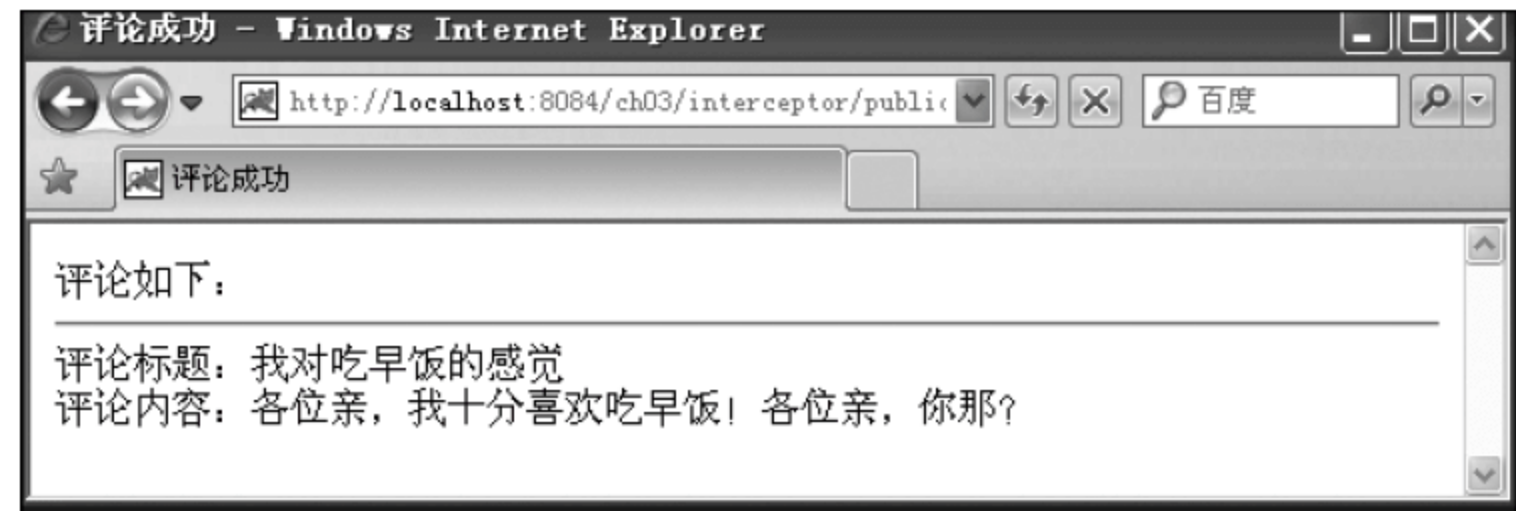 评论成功 - Windows Internet Explorer
http://localhost:8084/ch03/interceptor/public
百度
评论成功
评论如下：
评论标题：我对吃早饭的感觉
评论内容：各位亲，我十分喜欢吃早饭！各位亲，你那？